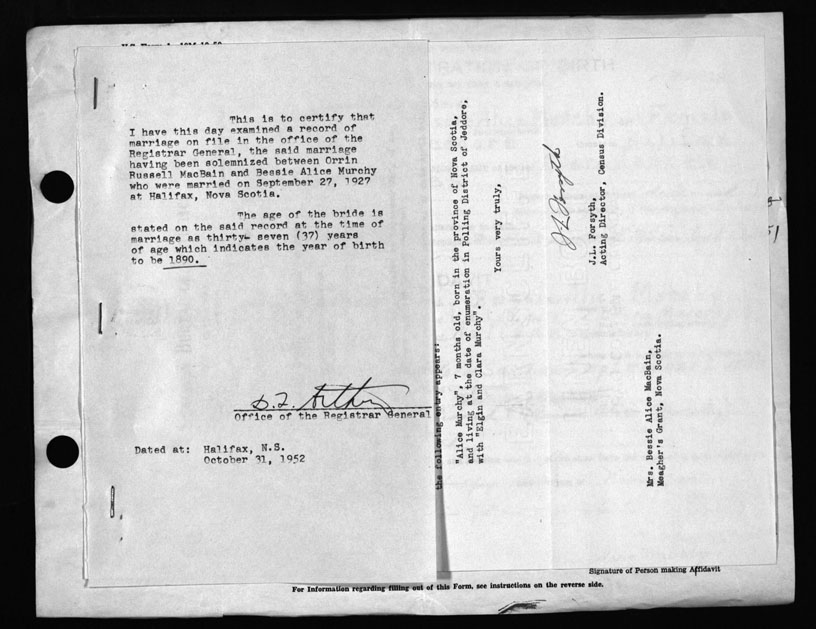 This is to certify that
I have this day examined a record of
marriage on file in the office of the
Registrar General, the said marriage
having been solemnized between Orrin
Russell MacBain and Bessie Alice Murchy
who were married on September 27, 1927
at Halifax, Nova Scotia.
The age of the bride is
stated on the said record at the time of
marriage as thirty- seven (37) years
of age which indicates the year of birth
to be 1890.
Office of the Registrar General
Dated at: Halifax, N.S.
October 31, 1952
the following entry appears:
"Alice Murchy", 7 months old, born in the province of Nova Scotia,
and living at the date of enumeration in Polling District of Jeddore,
with "Elgin and Clara Murchy".
Yours very truly,
J.L. Forsyth
J.L. Forsyth,
Acting Director, Census Division.
Mrs. Bessie Alice MacBain,
Meagher's Grant, Nova Scotia.
Signature of Person making Affidavit
For Information regarding filling out of this Form, see instructions on the reverse side.